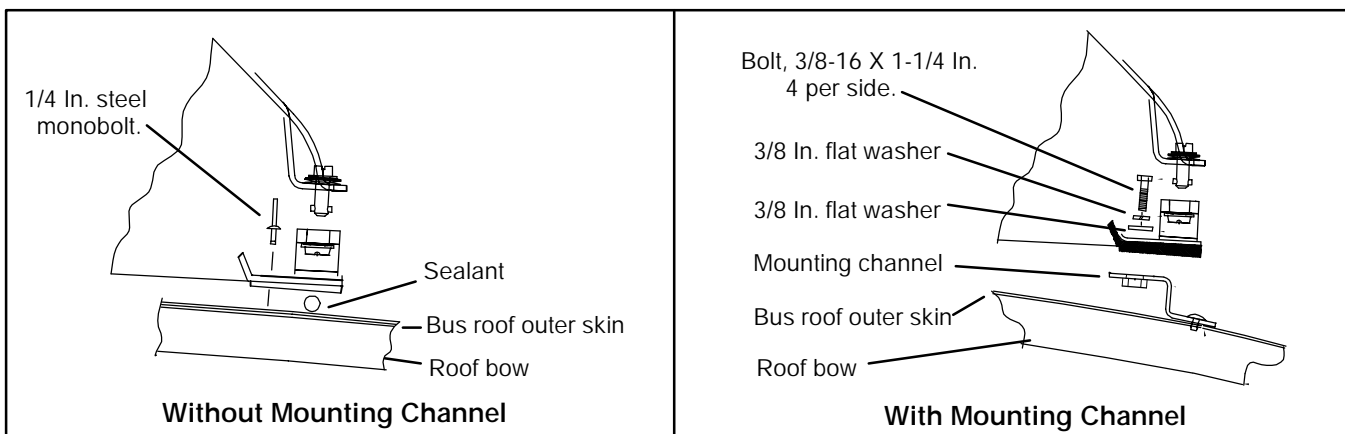 1/4 In. steel
monobolt.
Sealant
Bus roof outer skin
Roof bow
Without Mounting Channel
Bolt, 3/8-16 X 1-1/4 In.
4 per side.
3/8 In. flat washer
3/8 In. flat washer
Mounting channel
Bus roof outer skin
Roof bow
With Mounting Channel